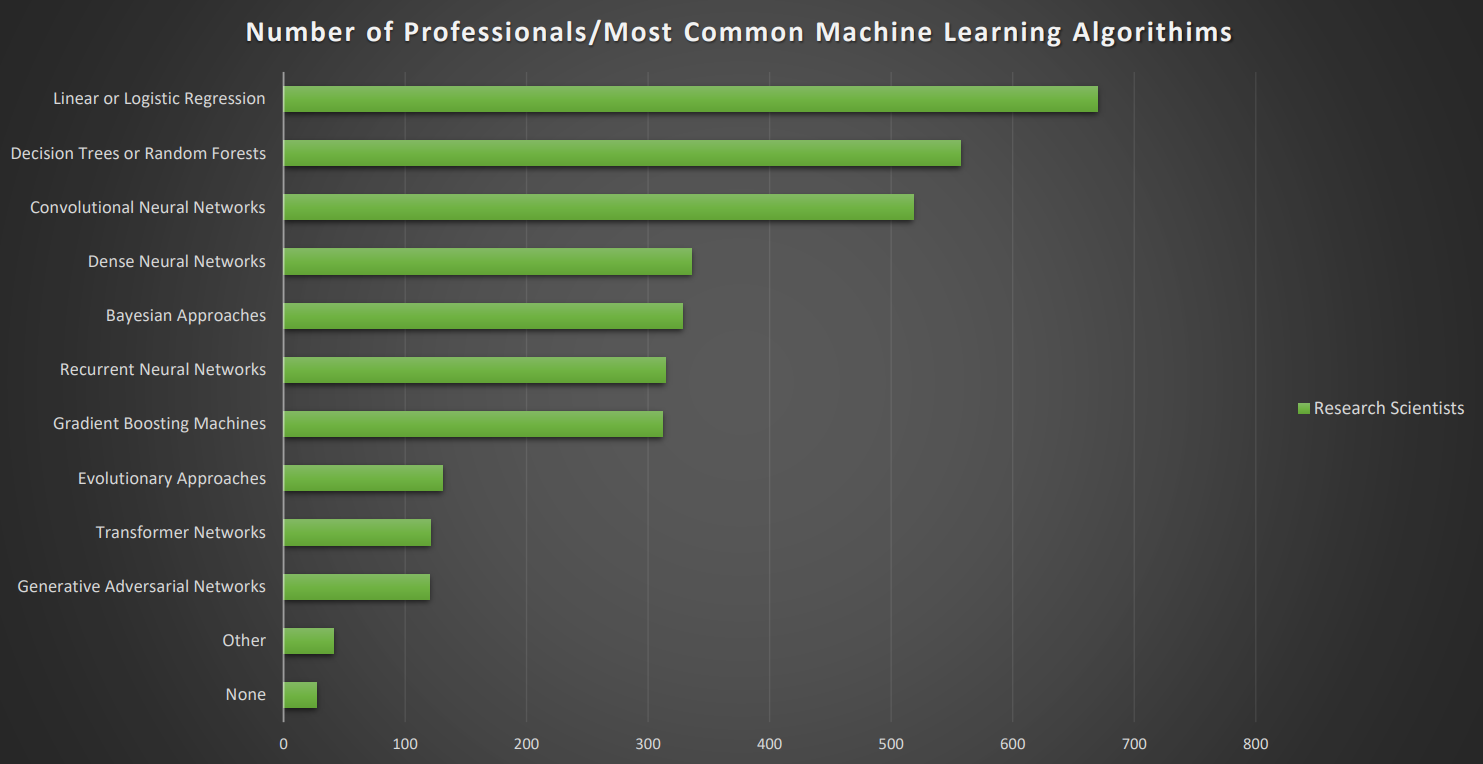 Number of Professionals/Most Common Machine Learning Algorithims
Linear or Logistic Regression
Decision Trees or Random Forests
Convolutional Neural Networks
Dense Neural Networks
Bayesian Approaches
Recurrent Neural Networks
Gradient Boosting Machines
Evolutionary Approaches
Transformer Networks
Generative Adversarial Networks
Other
None
0 100 200 300 400 500 600 700 800
Research Scientists